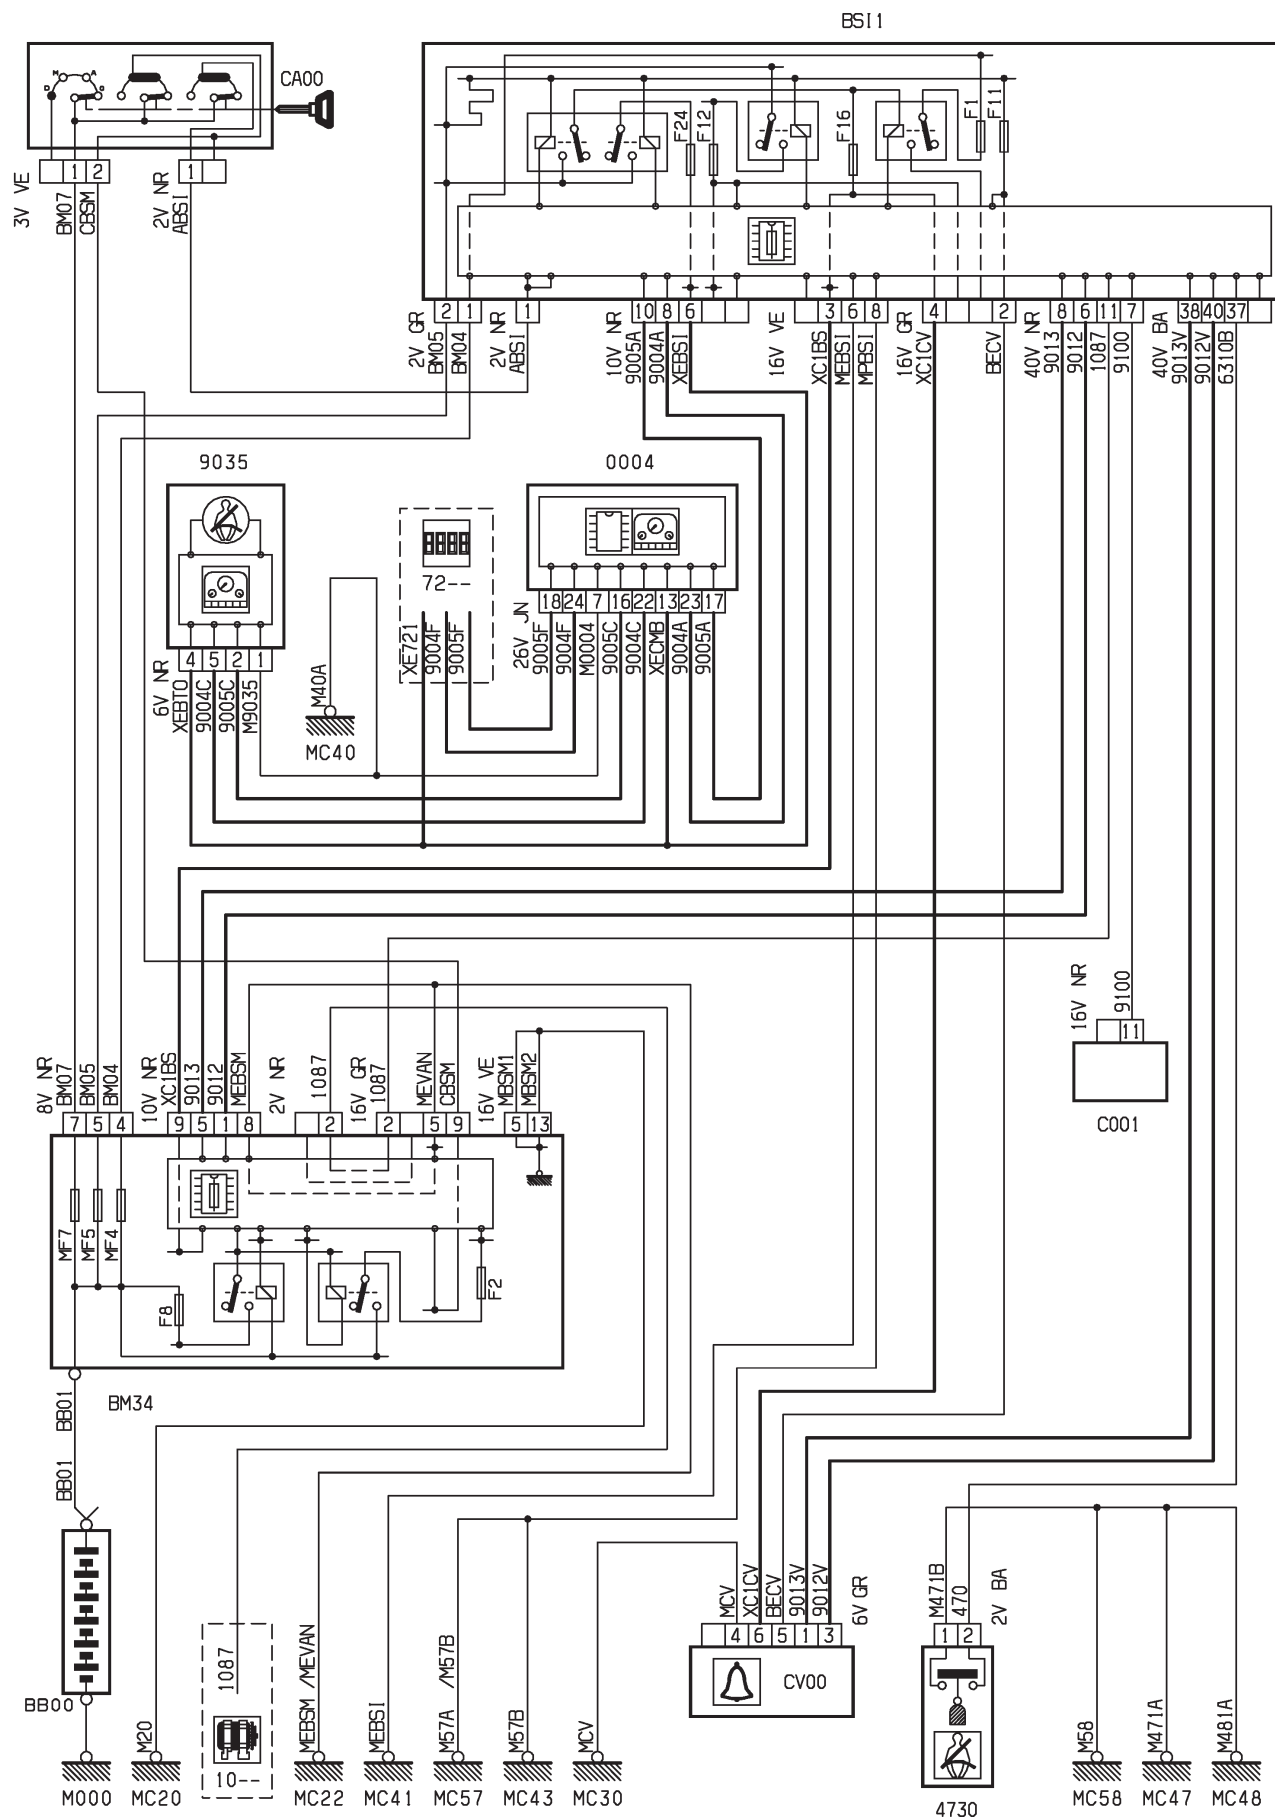 BSI1
CA00
M
A
D
G
1
2
1
3V VE
BM07
CBSM
2V NR
ABSI
F24
F12
F16
F1
F11
2
1
1
10
8
6
3
6
8
4
2
8
6
11
7
38
40
37
2V GR
BM05
BM04
2V NR
ABSI
10V NR
9005A
9004A
XEBSI
16V VE
XC1BS
MEBSI
MPBSI
16V GR
XC1CV
BECV
40V NR
9013
9012
1087
9100
40V BA
9013V
9012V
6310B
9035
0004
72--
18
24
7
16
22
13
23
17
26V JN
9005F
9004F
M0004
9005C
9004C
XECMB
9004A
9005A
XE721
9004F
9005F
4
5
2
1
6V NR
XEBTO
9004C
9005C
M9035
M40A
MC40
16V NR
9100
11
C001
8V NR
BM07
BM05
BM04
10V NR
XC1BS
9013
9012
MEBSM
2V NR
1087
16V GR
1087
MEVAN
CBSM
16V VE
MBSM1
MBSM2
7
5
4
9
5
1
8
2
2
5
9
5
13
MF7
MF5
MF4
F8
F2
BM34
BB01
BB01
BB00
M000
M20
MC20
1087
10--
MEBSM /MEVAN
MC22
MEBSI
MC41
M57A /M57B
MC57
M57B
MC43
MCV
MC30
MCV
XC1CV
BECV
9013V
9012V
6V GR
4
6
5
1
3
CV00
M471B
470
2V BA
1
2
4730
M58
MC58
M471A
MC47
M481A
MC48